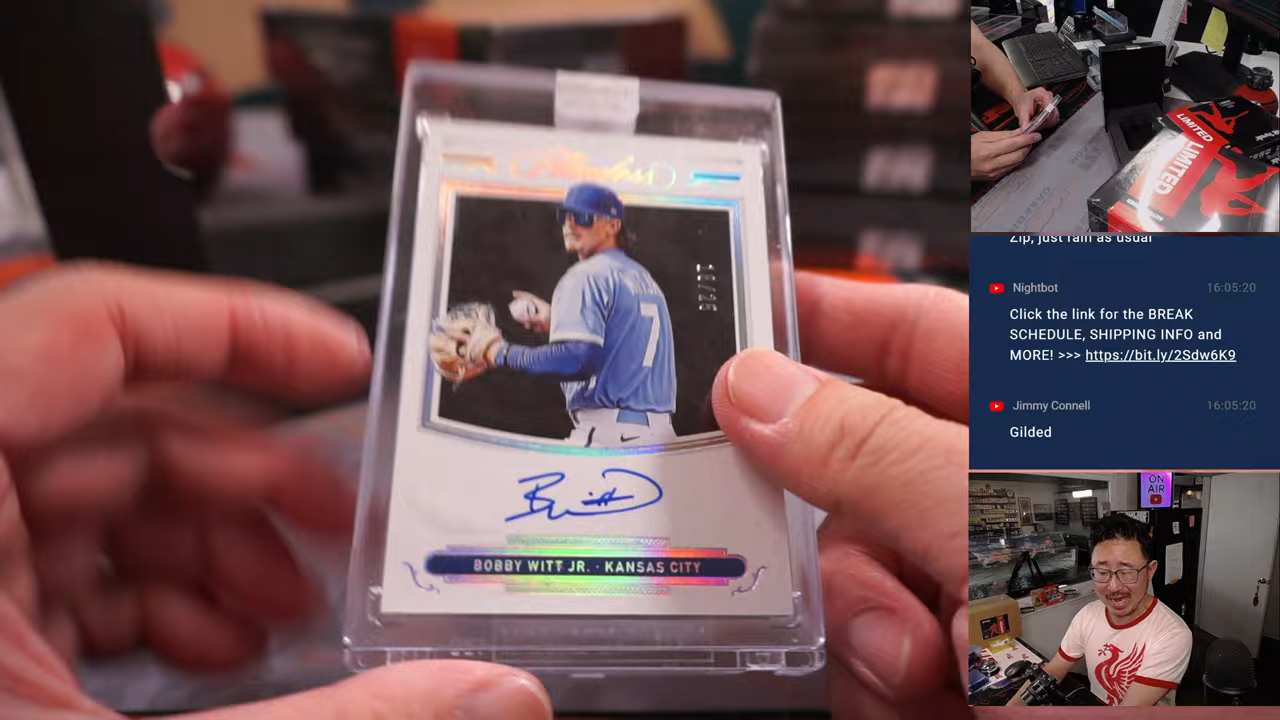 7
BOBBY WITT JR. · KANSAS CITY
LIMITED
LIMITED
Zip, just fam as usual
Nightbot
16:05:20
Click the link for the BREAK
SCHEDULE, SHIPPING INFO and
MORE! >>> https://bit.ly/2Sdw6K9
Jimmy Connell
16:05:20
Gilded
ON
AIR